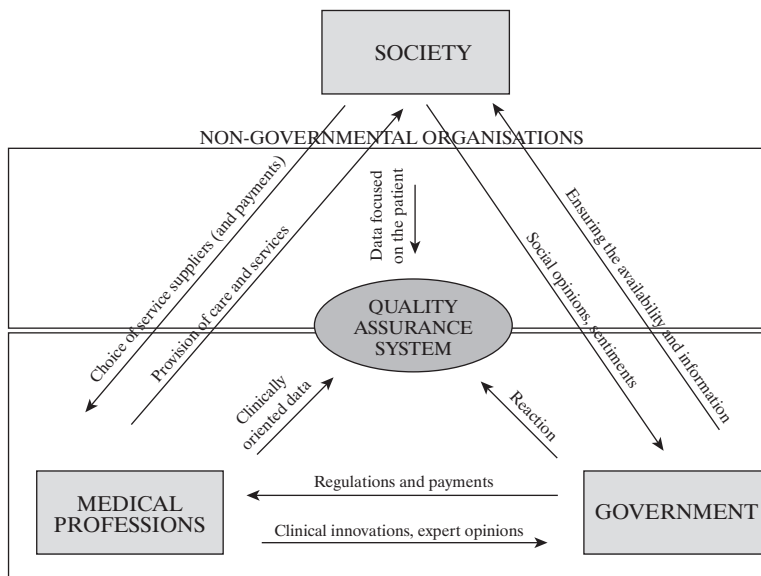 SOCIETY
NON-GOVERNMENTAL ORGANISATIONS
Choice of service suppliers (and payments)
Provision of care and services
Data focused
on the patient
Social opinions, sentiments
Ensuring the availability and information
QUALITY
ASSURANCE
SYSTEM
Clinically
oriented data
Reaction
MEDICAL
PROFESSIONS
Regulations and payments
Clinical innovations, expert opinions
GOVERNMENT